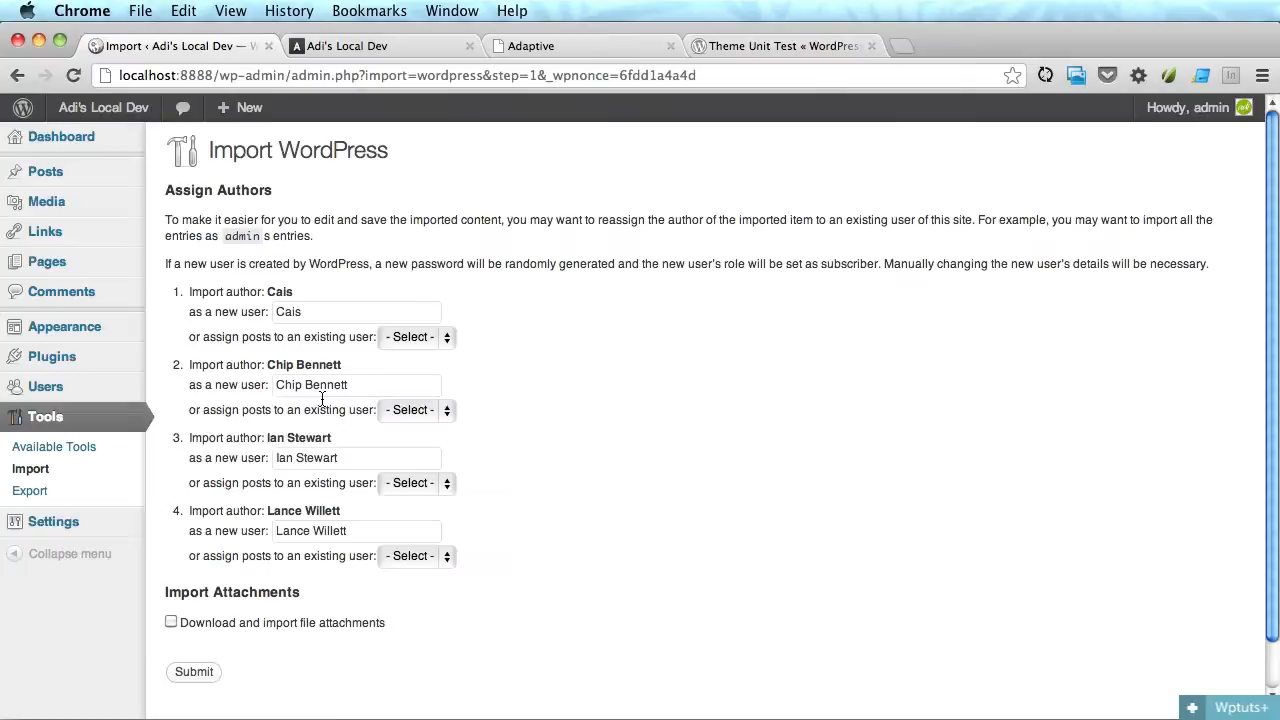 Chrome File Edit View History Bookmarks Window Help
Import ‹ Adi's Local Dev — W
Adi's Local Dev
Adaptive
Theme Unit Test « WordPress
localhost:8888/wp-admin/admin.php?import=wordpress&step=1&_wpnonce=6fdd1a4a4d
Adi's Local Dev
+ New
Howdy, admin
Dashboard
Posts
Media
Links
Pages
Comments
Appearance
Plugins
Users
Tools
Available Tools
Import
Export
Settings
Collapse menu
Import WordPress
Assign Authors
To make it easier for you to edit and save the imported content, you may want to reassign the author of the imported item to an existing user of this site. For example, you may want to import all the
entries as admin s entries.
If a new user is created by WordPress, a new password will be randomly generated and the new user's role will be set as subscriber. Manually changing the new user's details will be necessary.
1. Import author: Cais
as a new user: Cais
or assign posts to an existing user: - Select -
2. Import author: Chip Bennett
as a new user: Chip Bennett
or assign posts to an existing user: - Select -
3. Import author: Ian Stewart
as a new user: Ian Stewart
or assign posts to an existing user: - Select -
4. Import author: Lance Willett
as a new user: Lance Willett
or assign posts to an existing user: - Select -
Import Attachments
Download and import file attachments
Submit
Wptuts+